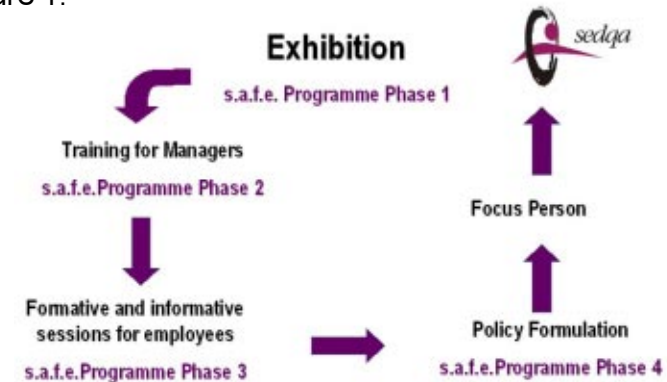 Exhibition
s.a.f.e. Programme Phase 1
sedqa
Training for Managers
s.a.f.e.Programme Phase 2
Formative and informative
sessions for employees
s.a.f.e.Programme Phase 3
Policy Formulation
s.a.f.e.Programme Phase 4
Focus Person